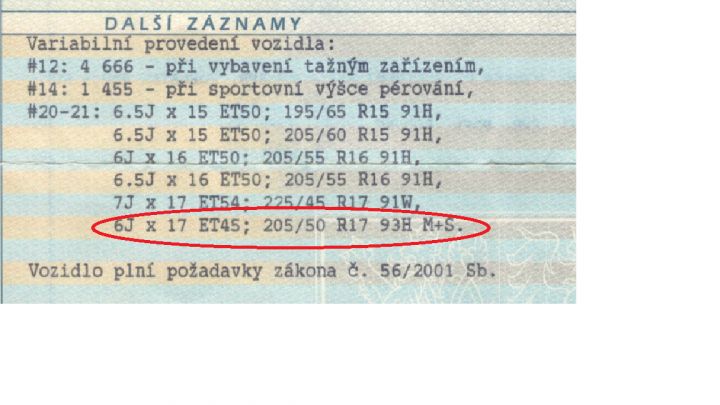 DALŠÍ ZÁZNAMY
Variabilní provedení vozidla:
#12: 4 666 - při vybavení tažným zařízením,
#14: 1 455 - při sportovní výšce pérování,
#20-21: 6.5J x 15 ET50; 195/65 R15 91H,
6.5J x 15 ET50; 205/60 R15 91H,
6J x 16 ET50; 205/55 R16 91H,
6.5J x 16 ET50; 205/55 R16 91H,
7J x 17 ET54; 225/45 R17 91W,
6J x 17 ET45; 205/50 R17 93H M+S.
Vozidlo plní požadavky zákona č. 56/2001 Sb.